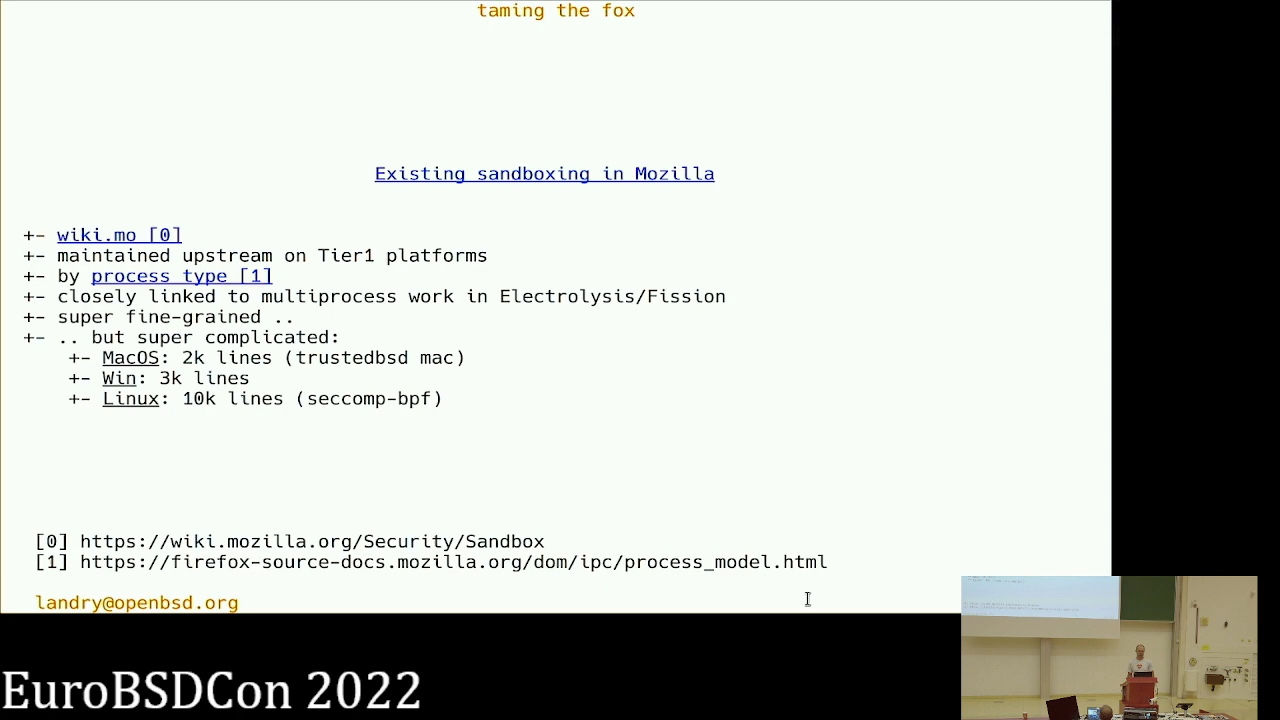 taming the fox
Existing sandboxing in Mozilla
+- wiki.mo [0]
+- maintained upstream on Tier1 platforms
+- by process type [1]
+- closely linked to multiprocess work in Electrolysis/Fission
+- super fine-grained ..
+- .. but super complicated:
+- MacOS: 2k lines (trustedbsd mac)
+- Win: 3k lines
+- Linux: 10k lines (seccomp-bpf)
[0] https://wiki.mozilla.org/Security/Sandbox
[1] https://firefox-source-docs.mozilla.org/dom/ipc/process_model.html
landry@openbsd.org
EuroBSDCon 2022